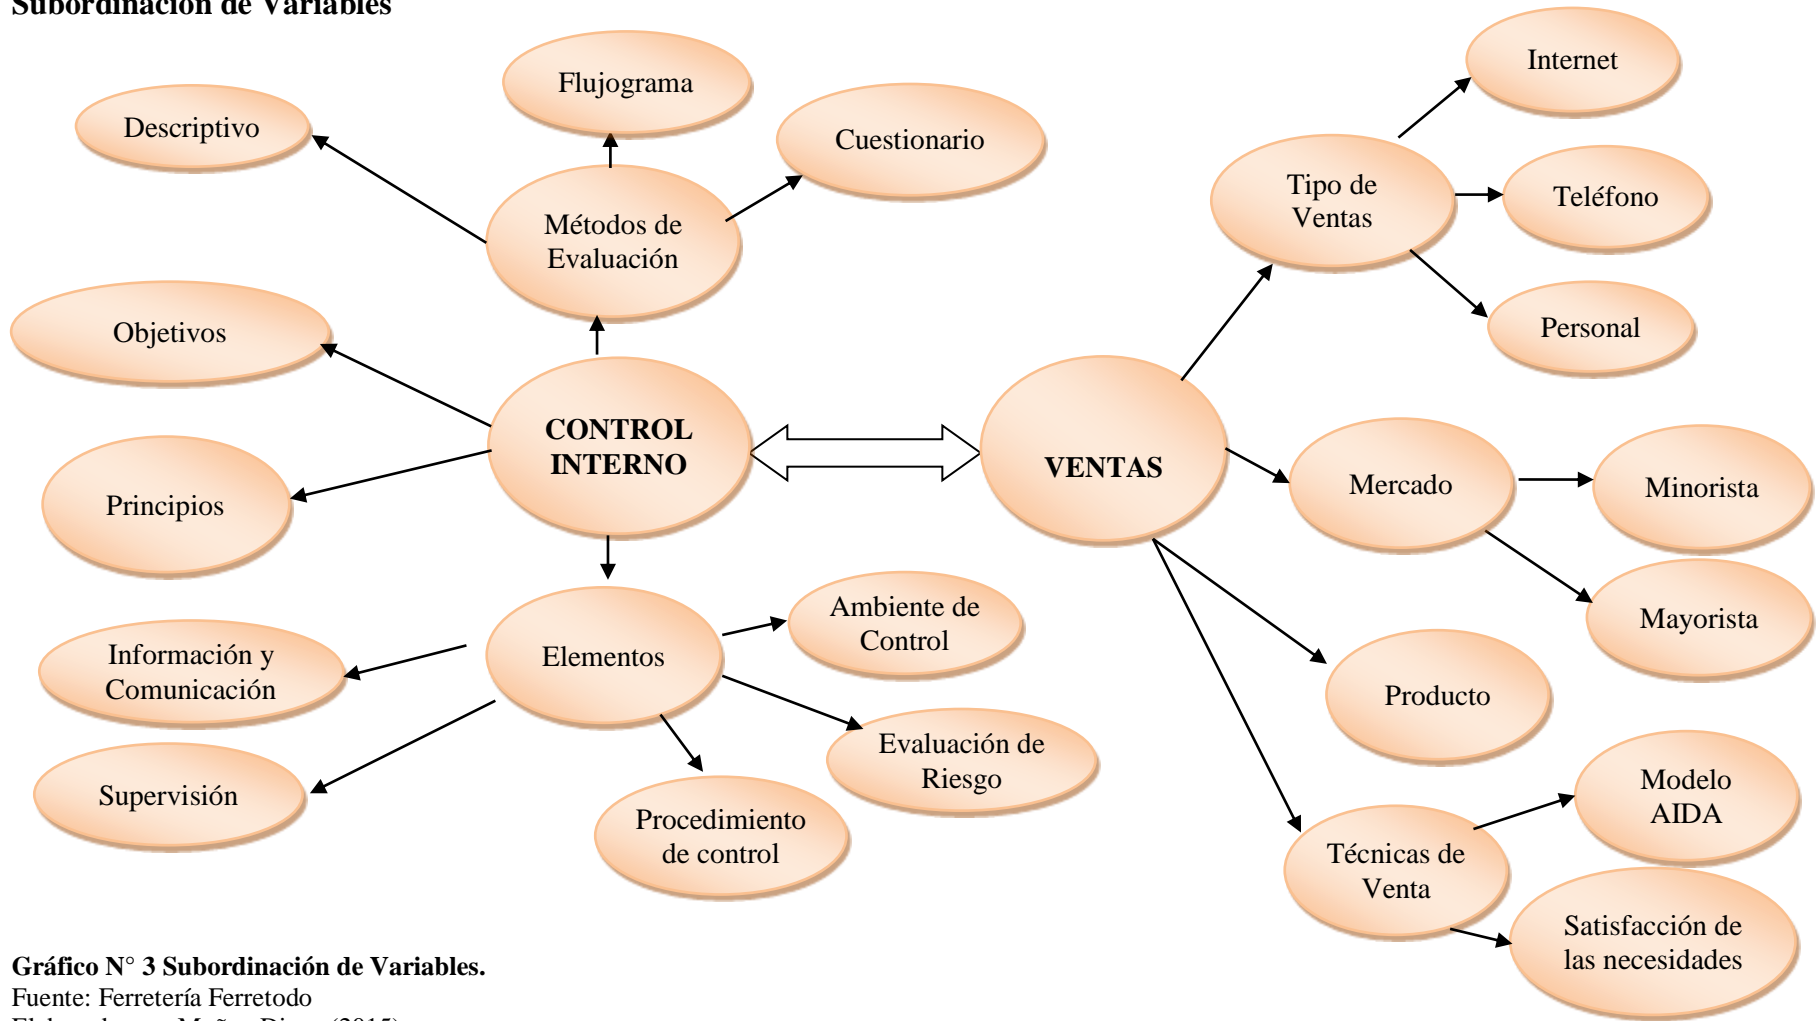 Subordinación de Variables
Flujograma
Descriptivo
Cuestionario
Métodos de
Evaluación
Objetivos
CONTROL
INTERNO
Principios
Elementos
Ambiente de
Control
Información y
Comunicación
Evaluación de
Riesgo
Supervisión
Procedimiento
de control
Internet
Tipo de
Ventas
Teléfono
Personal
VENTAS
Mercado
Minorista
Mayorista
Producto
Modelo
AIDA
Técnicas de
Venta
Satisfacción de
las necesidades
Gráfico N° 3 Subordinación de Variables.
Fuente: Ferretería Ferretodo